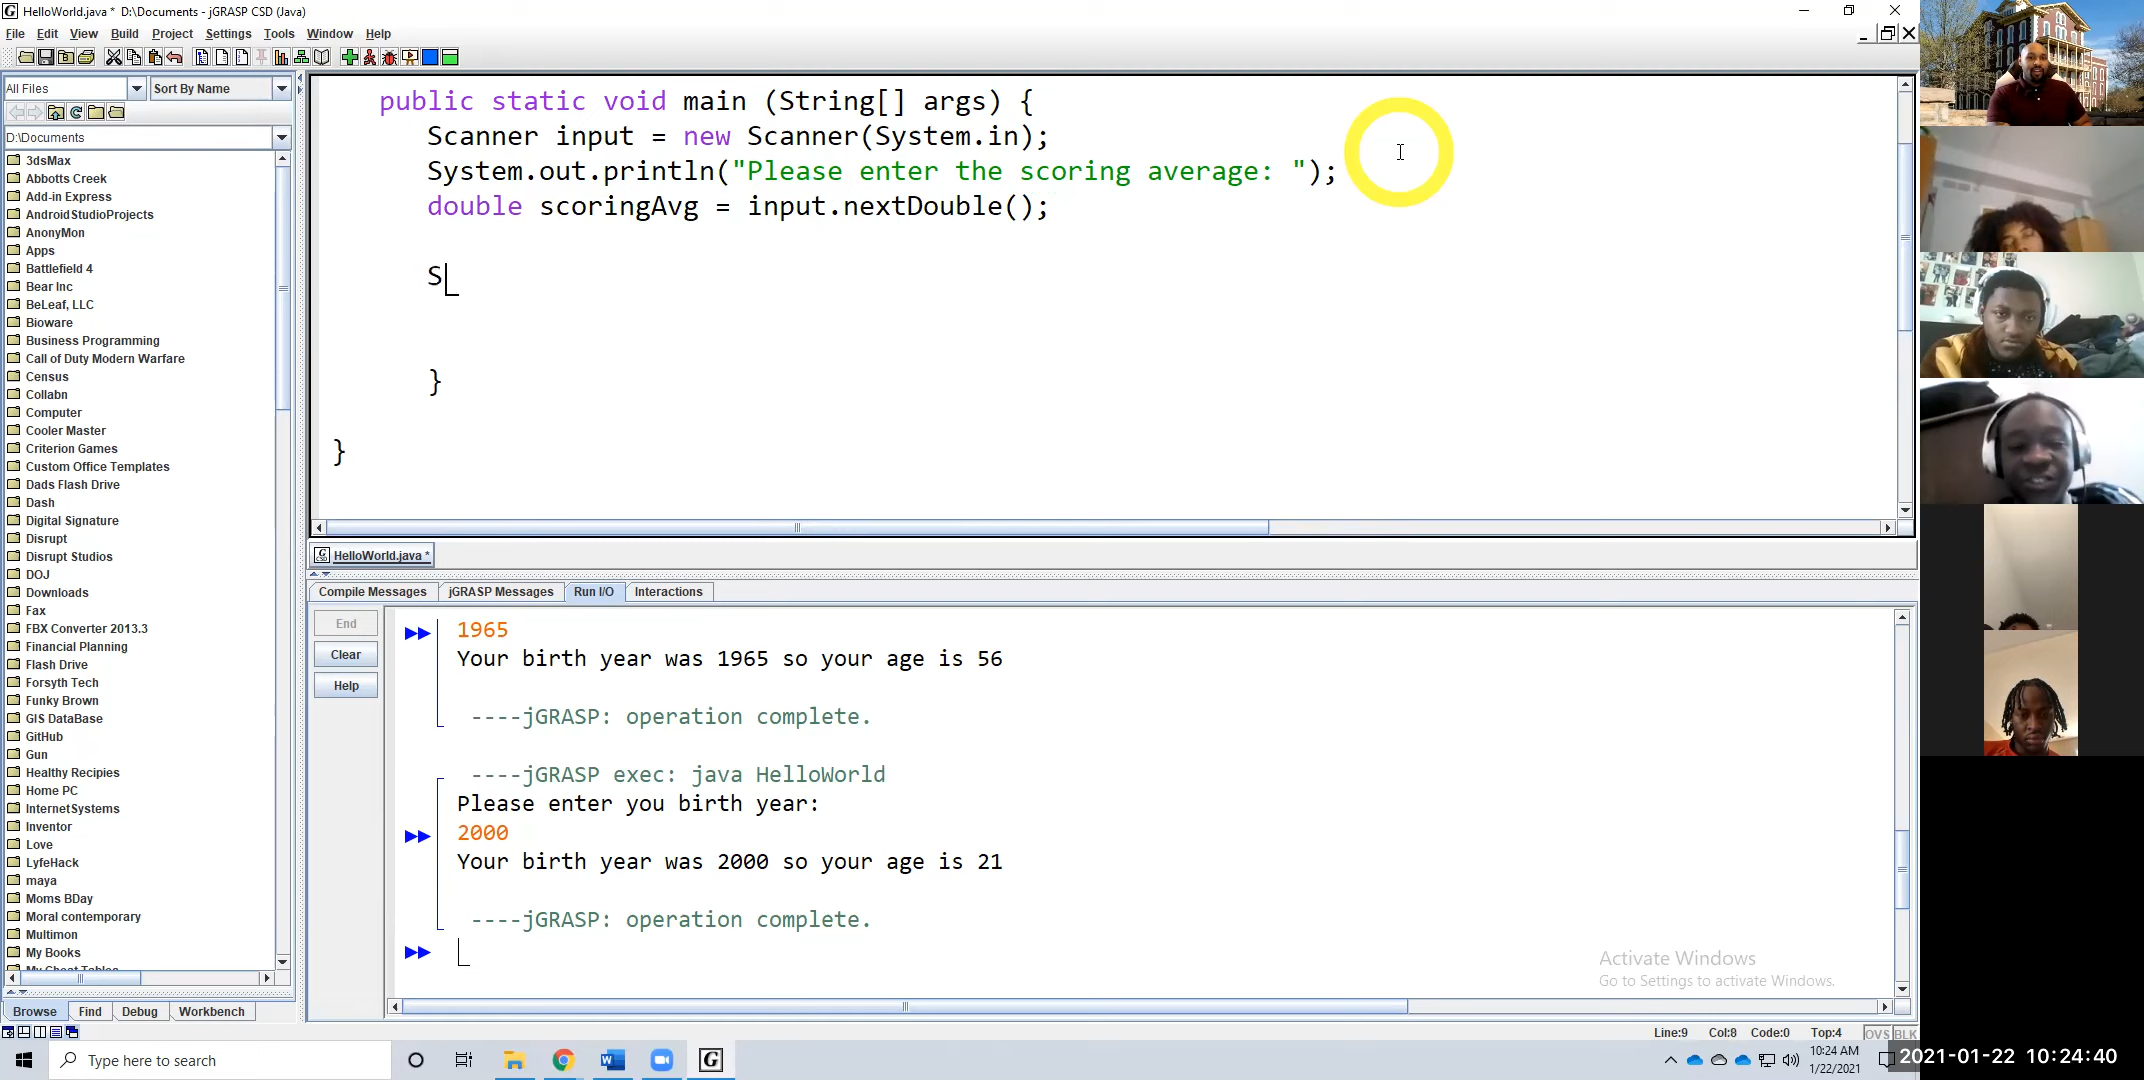 HelloWorld.java * D:\Documents - jGRASP CSD (Java)
File Edit View Build Project Settings Tools Window Help
All Files Sort By Name
D:\Documents
3dsMax
Abbotts Creek
Add-in Express
AndroidStudioProjects
AnonyMon
Apps
Battlefield 4
Bear Inc
BeLeaf, LLC
Bioware
Business Programming
Call of Duty Modern Warfare
Census
Collabn
Computer
Cooler Master
Criterion Games
Custom Office Templates
Dads Flash Drive
Dash
Digital Signature
Disrupt
Disrupt Studios
DOJ
Downloads
Fax
FBX Converter 2013.3
Financial Planning
Flash Drive
Forsyth Tech
Funky Brown
GIS DataBase
GitHub
Gun
Healthy Recipies
Home PC
InternetSystems
Inventor
Love
LyfeHack
maya
Moms BDay
Moral contemporary
Multimon
My Books
My Cheat Tables
Browse Find Debug Workbench
public static void main (String[] args) {
Scanner input = new Scanner(System.in);
System.out.println("Please enter the scoring average: ");
double scoringAvg = input.nextDouble();
S
}
}
HelloWorld.java *
Compile Messages jGRASP Messages Run I/O Interactions
End
Clear
Help
1965
Your birth year was 1965 so your age is 56
----jGRASP: operation complete.
----jGRASP exec: java HelloWorld
Please enter you birth year:
2000
Your birth year was 2000 so your age is 21
----jGRASP: operation complete.
Activate Windows
Go to Settings to activate Windows.
Line:9 Col:8 Code:0 Top:4 OVS BLK
Type here to search
10:24 AM
1/22/2021
2021-01-22 10:24:40